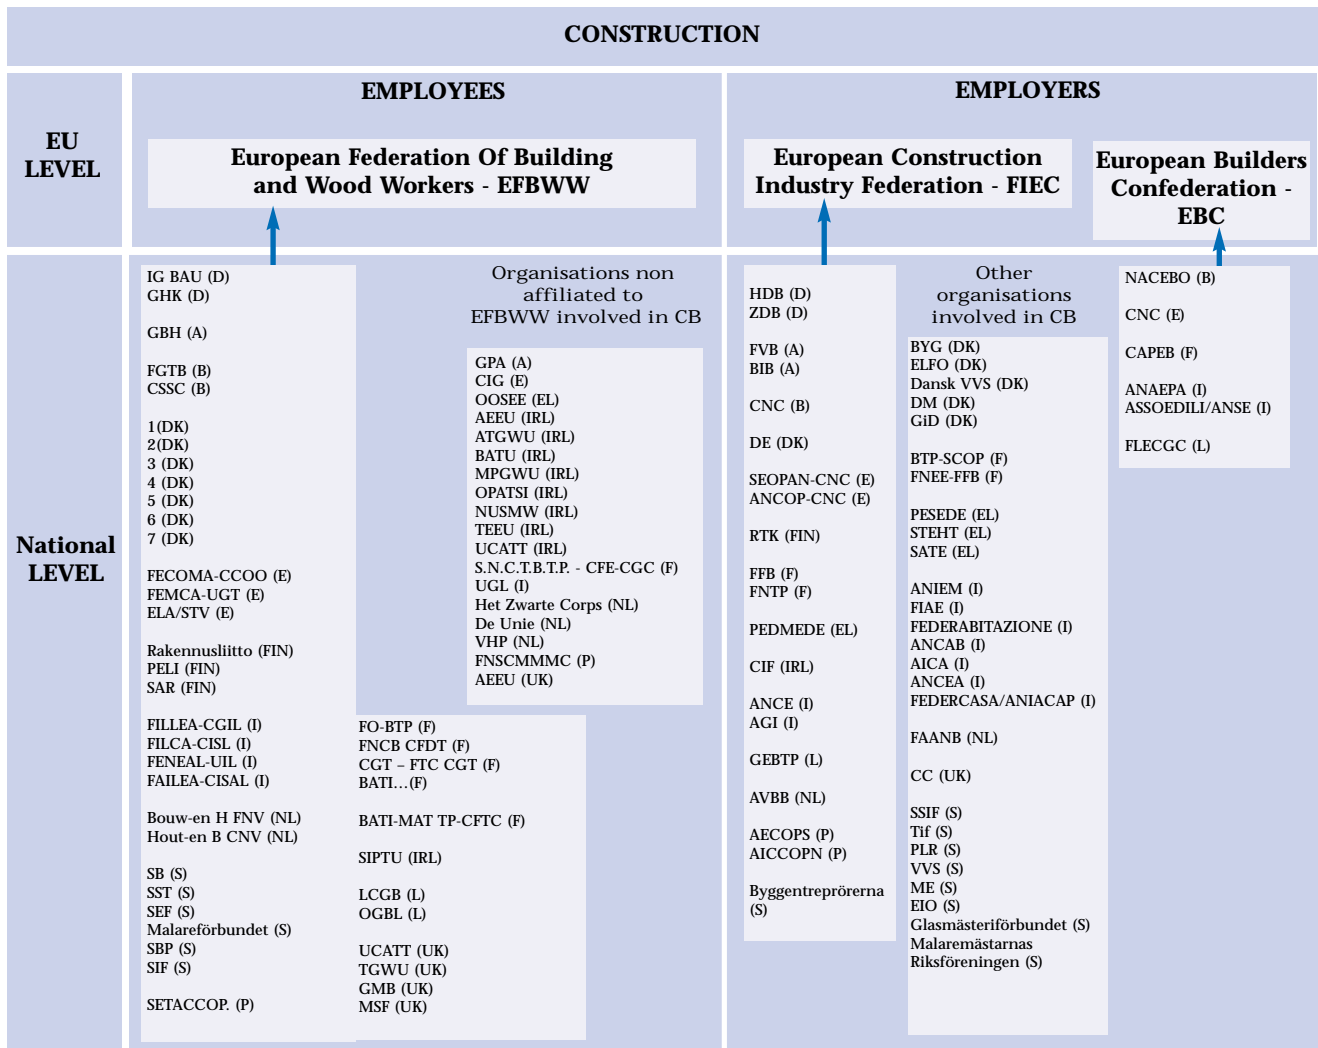 CONSTRUCTION
EMPLOYEES
EMPLOYERS
EU
LEVEL
European Federation Of Building
and Wood Workers - EFBWW
European Construction
Industry Federation - FIEC
European Builders
Confederation -
EBC
National
LEVEL
IG BAU (D)
GHK (D)
GBH (A)
FGTB (B)
CSSC (B)
1(DK)
2(DK)
3 (DK)
4 (DK)
5 (DK)
6 (DK)
7 (DK)
FECOMA-CCOO (E)
FEMCA-UGT (E)
ELA/STV (E)
Rakennusliitto (FIN)
PELI (FIN)
SAR (FIN)
FILLEA-CGIL (I)
FILCA-CISL (I)
FENEAL-UIL (I)
FAILEA-CISAL (I)
Bouw-en H FNV (NL)
Hout-en B CNV (NL)
SB (S)
SST (S)
SEF (S)
Malareförbundet (S)
SBP (S)
SIF (S)
SETACCOP. (P)
FO-BTP (F)
FNCB CFDT (F)
CGT – FTC CGT (F)
BATI…(F)
BATI-MAT TP-CFTC (F)
SIPTU (IRL)
LCGB (L)
OGBL (L)
UCATT (UK)
TGWU (UK)
GMB (UK)
MSF (UK)
Organisations non
affiliated to
EFBWW involved in CB
GPA (A)
CIG (E)
OOSEE (EL)
AEEU (IRL)
ATGWU (IRL)
BATU (IRL)
MPGWU (IRL)
OPATSI (IRL)
NUSMW (IRL)
TEEU (IRL)
UCATT (IRL)
S.N.C.T.B.T.P. - CFE-CGC (F)
UGL (I)
Het Zwarte Corps (NL)
De Unie (NL)
VHP (NL)
FNSCMMMC (P)
AEEU (UK)
HDB (D)
ZDB (D)
FVB (A)
BIB (A)
CNC (B)
DE (DK)
SEOPAN-CNC (E)
ANCOP-CNC (E)
RTK (FIN)
FFB (F)
FNTP (F)
PEDMEDE (EL)
CIF (IRL)
ANCE (I)
AGI (I)
GEBTP (L)
AVBB (NL)
AECOPS (P)
AICCOPN (P)
Byggentreprörerna
(S)
Other
organisations
involved in CB
BYG (DK)
ELFO (DK)
Dansk VVS (DK)
DM (DK)
GiD (DK)
BTP-SCOP (F)
FNEE-FFB (F)
PESEDE (EL)
STEHT (EL)
SATE (EL)
ANIEM (I)
FIAE (I)
FEDERABITAZIONE (I)
ANCAB (I)
AICA (I)
ANCEA (I)
FEDERCASA/ANIACAP (I)
FAANB (NL)
CC (UK)
SSIF (S)
Tif (S)
PLR (S)
VVS (S)
ME (S)
EIO (S)
Glasmästeriförbundet (S)
Malaremästarnas
Riksföreningen (S)
NACEBO (B)
CNC (E)
CAPEB (F)
ANAEPA (I)
ASSOEDILI/ANSE (I)
FLECGC (L)